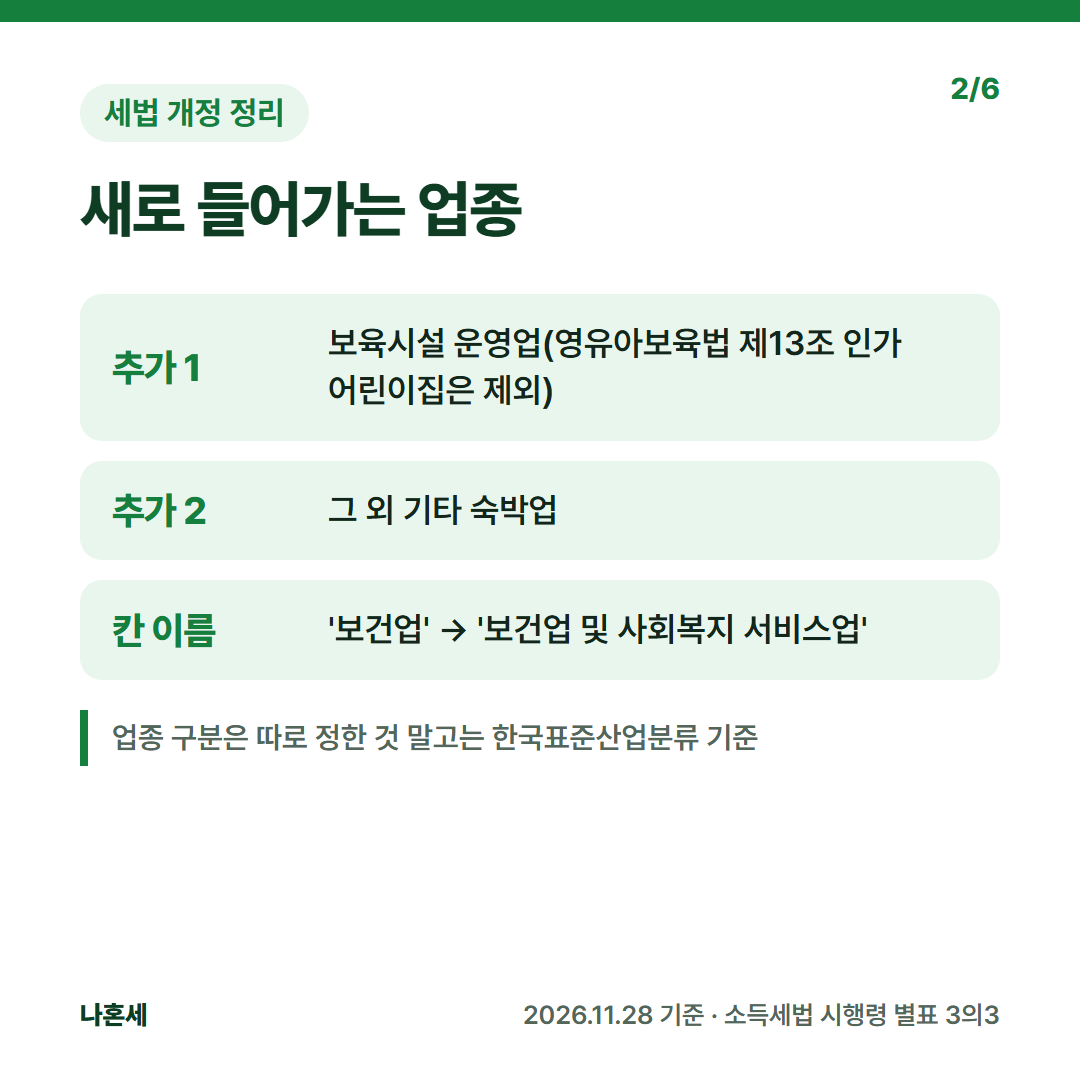 세법 개정 정리
2/6
새로 들어가는 업종
추가 1
보육시설 운영업(영유아보육법 제13조 인가
어린이집은 제외)
추가 2
그 외 기타 숙박업
칸 이름
'보건업' → '보건업 및 사회복지 서비스업'
업종 구분은 따로 정한 것 말고는 한국표준산업분류 기준
나혼세
2026.11.28 기준 · 소득세법 시행령 별표 3의3